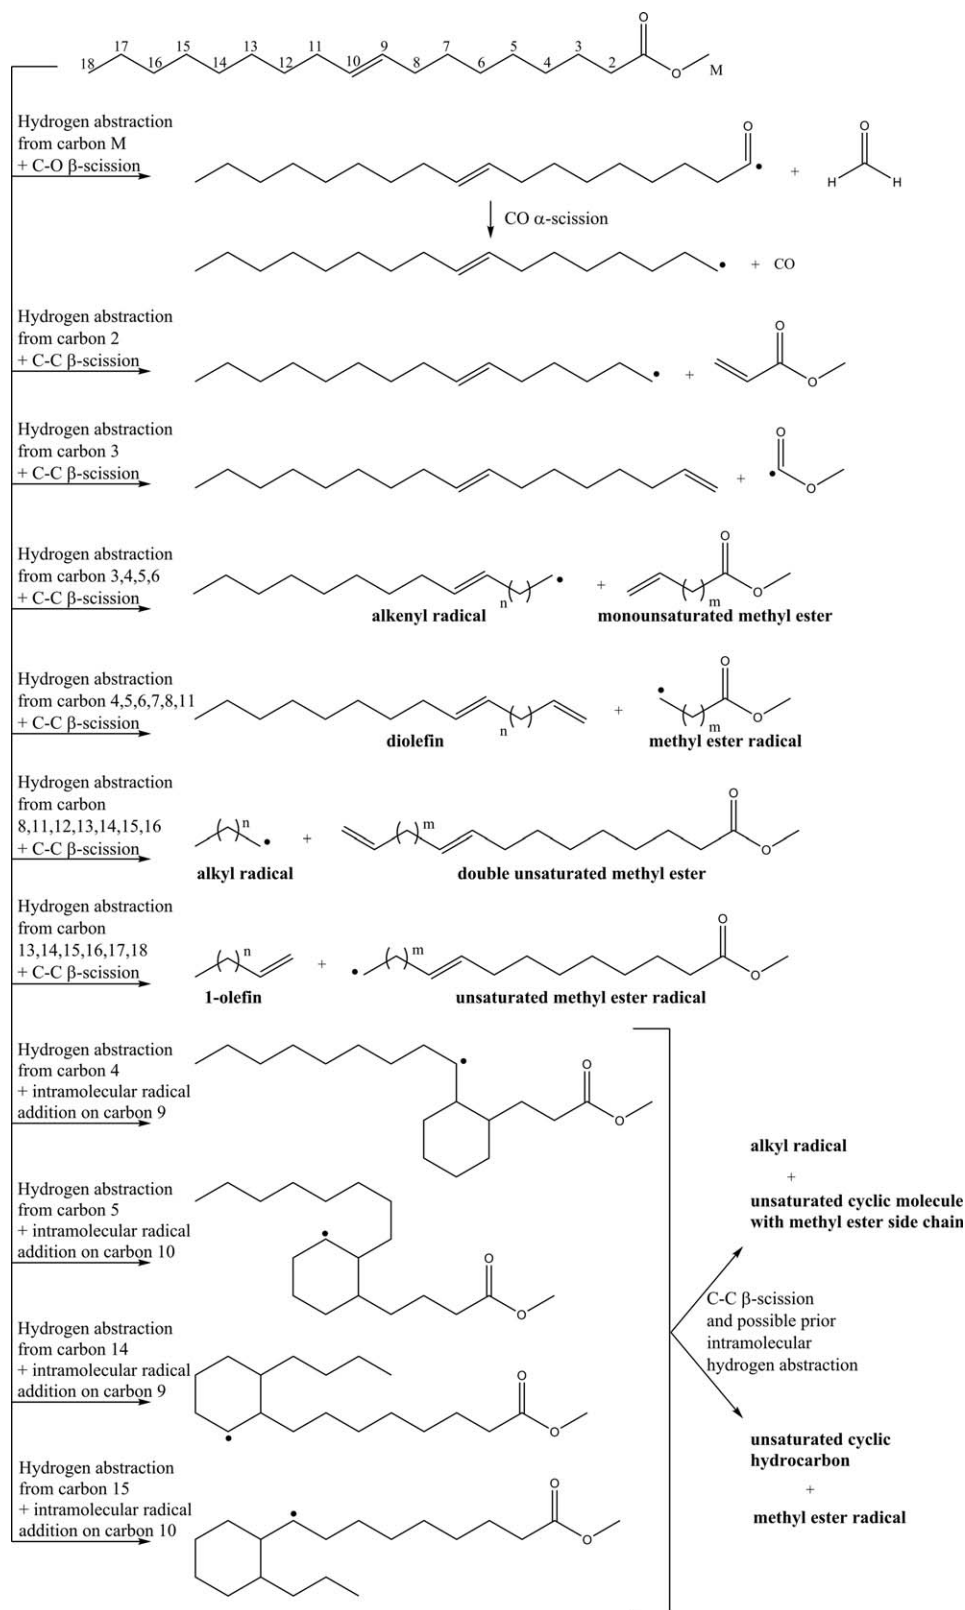 O
17 15 13 11 9 7 5 3
18 16 14 12 10 8 6 4 2 O M
Hydrogen abstraction
from carbon M
+ C-O β-scission
O
• + O
H H
CO α-scission
• + CO
Hydrogen abstraction
from carbon 2
+ C-C β-scission
• + O
O
Hydrogen abstraction
from carbon 3
+ C-C β-scission
+ • O
O
Hydrogen abstraction
from carbon 3,4,5,6
+ C-C β-scission
( )n • + ( )m O
O
alkenyl radical monounsaturated methyl ester
Hydrogen abstraction
from carbon 4,5,6,7,8,11
+ C-C β-scission
( )n + • ( )m O
O
diolefin methyl ester radical
Hydrogen abstraction
from carbon
8,11,12,13,14,15,16
+ C-C β-scission
( )n • + ( )m O
O
alkyl radical double unsaturated methyl ester
Hydrogen abstraction
from carbon
13,14,15,16,17,18
+ C-C β-scission
( )n + • ( )m O
O
1-olefin unsaturated methyl ester radical
Hydrogen abstraction
from carbon 4
+ intramolecular radical
addition on carbon 9
• O
O
Hydrogen abstraction
from carbon 5
+ intramolecular radical
addition on carbon 10
• O
O
Hydrogen abstraction
from carbon 14
+ intramolecular radical
addition on carbon 9
• O
O
Hydrogen abstraction
from carbon 15
+ intramolecular radical
addition on carbon 10
• O
O
alkyl radical
+
unsaturated cyclic molecule
with methyl ester side chain
C-C β-scission
and possible prior
intramolecular
hydrogen abstraction
unsaturated cyclic
hydrocarbon
+
methyl ester radical